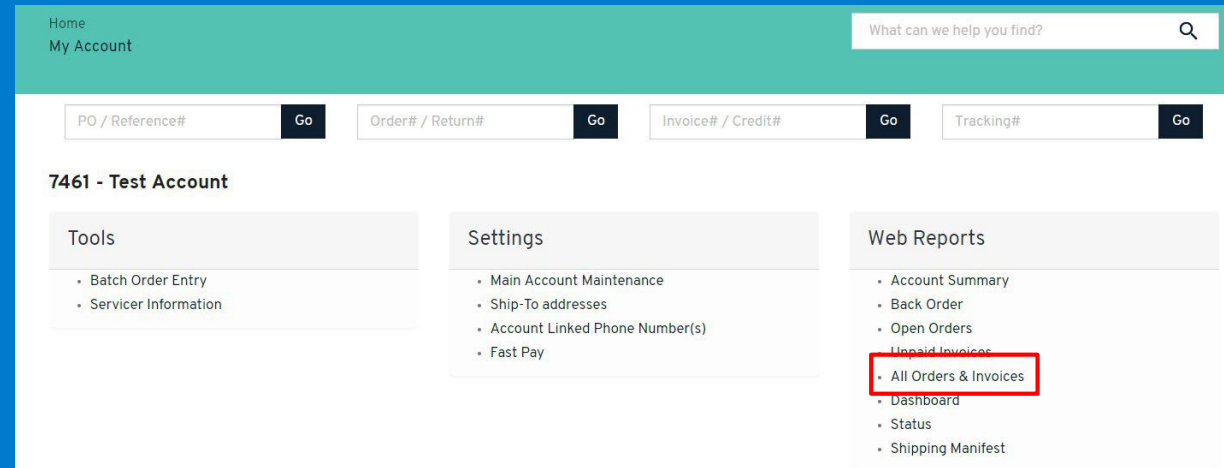 Home
My Account
What can we help you find?
PO / Reference#
Go
Order# / Return#
Go
Invoice# / Credit#
Go
Tracking#
Go
7461 - Test Account
Tools
Batch Order Entry
Servicer Information
Settings
Main Account Maintenance
Ship-To addresses
Account Linked Phone Number(s)
Fast Pay
Web Reports
Account Summary
Back Order
Open Orders
Unpaid Invoices
All Orders & Invoices
Dashboard
Status
Shipping Manifest